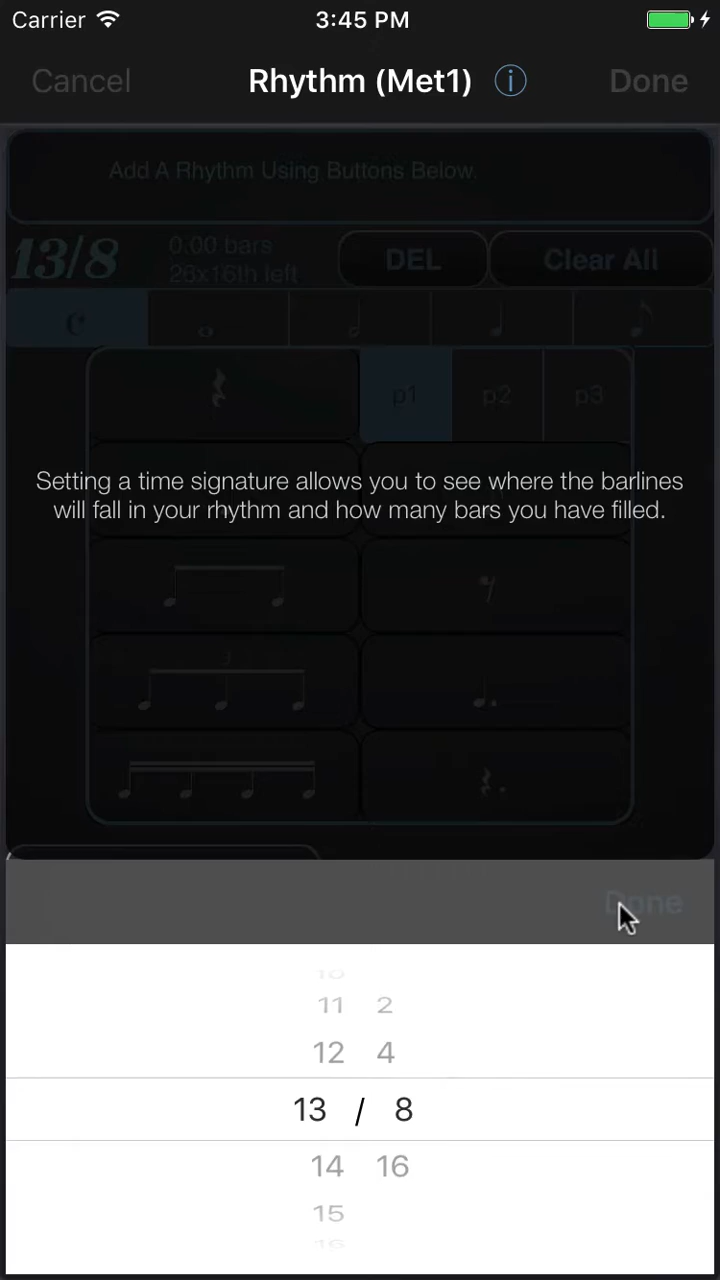 Carrier 3:45 PM
Cancel Rhythm (Met1) i Done
Add A Rhythm Using Buttons Below.
13/8 0.00 bars DEL Clear All
26x16th left
p1 p2 p3
Setting a time signature allows you to see where the barlines
will fall in your rhythm and how many bars you have filled.
3
Done
10
11 2
12 4
13 / 8
14 16
15
16